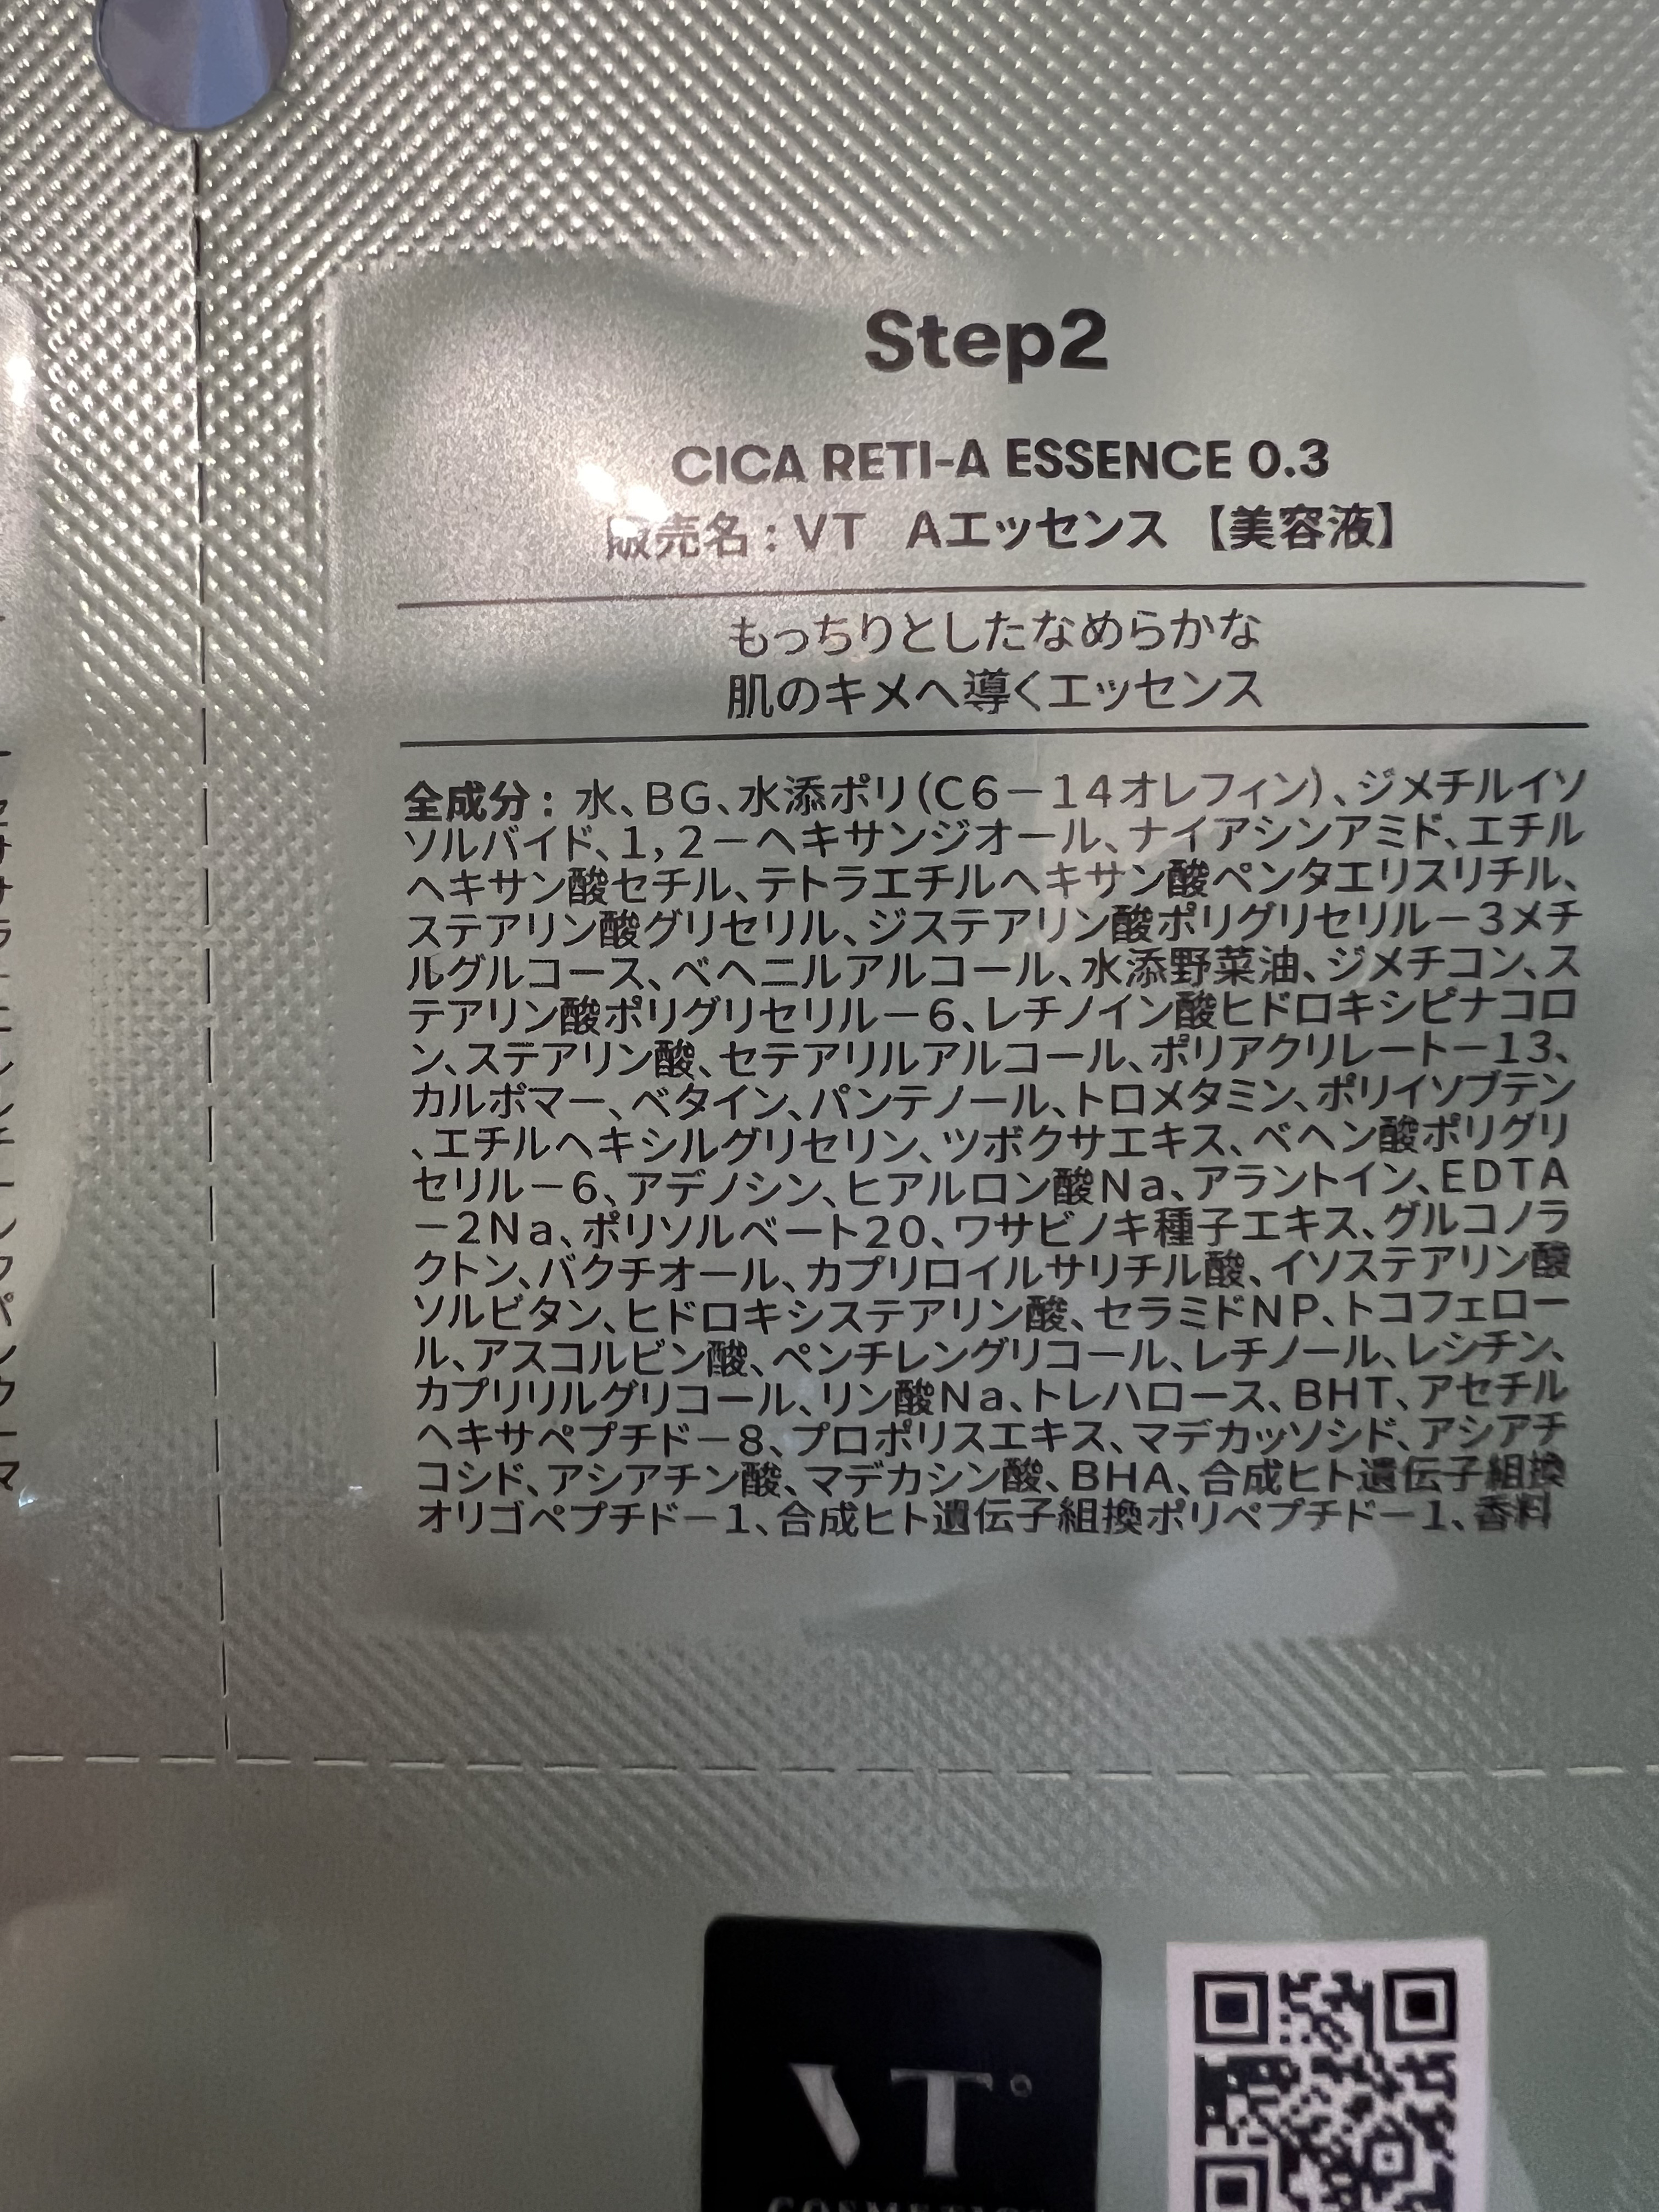 Step2
CICA RETI-A ESSENCE 0.3
販売名：VT Aエッセンス【美容液】
もっちりとしたなめらかな
肌のキメへ導くエッセンス
全成分：水、BG、水添ポリ(C6－14オレフィン)、ジメチルイソ
ソルバイド、1,2－ヘキサンジオール、ナイアシンアミド、エチル
ヘキサン酸セチル、テトラエチルヘキサン酸ペンタエリスリチル、
ステアリン酸グリセリル、ジステアリン酸ポリグリセリル－3メチ
ルグルコース、ベヘニルアルコール、水添野菜油、ジメチコン、ス
テアリン酸ポリグリセリル－6、レチノイン酸ヒドロキシピナコロ
ン、ステアリン酸、セテアリルアルコール、ポリアクリレート－13、
カルボマー、ベタイン、パンテノール、トロメタミン、ポリイソブテン
、エチルヘキシルグリセリン、ツボクサエキス、ベヘン酸ポリグリ
セリル－6、アデノシン、ヒアルロン酸Na、アラントイン、EDTA
－2Na、ポリソルベート20、ワサビノキ種子エキス、グルコノラ
クトン、バクチオール、カプリロイルサリチル酸、イソステアリン酸
ソルビタン、ヒドロキシステアリン酸、セラミドNP、トコフェロー
ル、アスコルビン酸、ペンチレングリコール、レチノール、レシチン、
カプリリルグリコール、リン酸Na、トレハロース、BHT、アセチル
ヘキサペプチド－8、プロポリスエキス、マデカッソシド、アシアチ
コシド、アシアチン酸、マデカシン酸、BHA、合成ヒト遺伝子組換
オリゴペプチド－1、合成ヒト遺伝子組換ポリペプチド－1、香料
VT